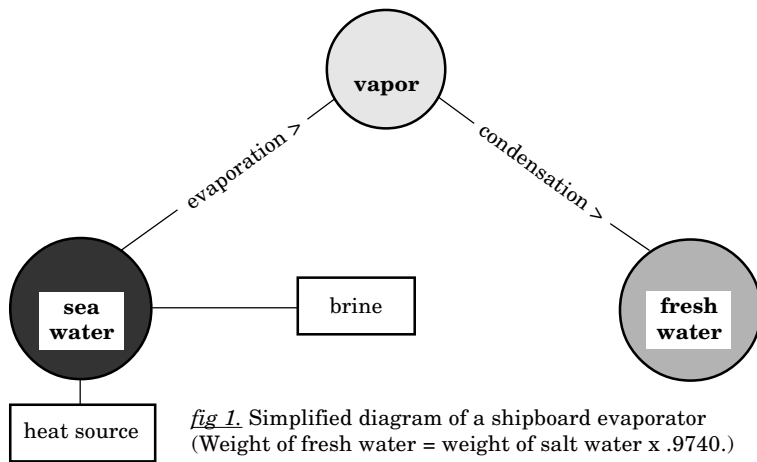 vapor
evaporation >
condensation >
sea
water
brine
fresh
water
heat source
fig 1. Simplified diagram of a shipboard evaporator
(Weight of fresh water = weight of salt water x .9740.)